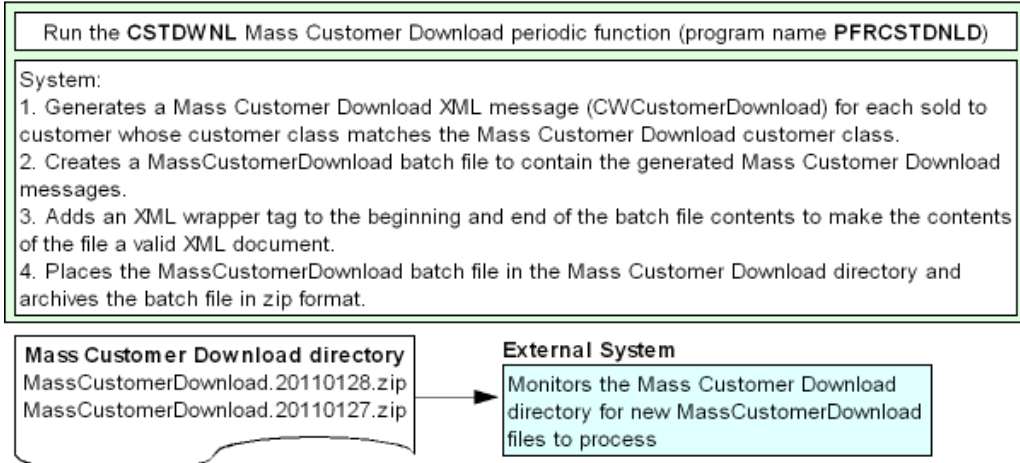 Run the CSTDWNL Mass Customer Download periodic function (program name PFRCSTDNLD)
System:
1. Generates a Mass Customer Download XML message (CWCustomerDownload) for each sold to
customer whose customer class matches the Mass Customer Download customer class.
2. Creates a MassCustomerDownload batch file to contain the generated Mass Customer Download
messages.
3. Adds an XML wrapper tag to the beginning and end of the batch file contents to make the contents
of the file a valid XML document.
4. Places the MassCustomerDownload batch file in the Mass Customer Download directory and
archives the batch file in zip format.
Mass Customer Download directory
MassCustomerDownload.20110128.zip
MassCustomerDownload.20110127.zip
External System
Monitors the Mass Customer Download
directory for new MassCustomerDownload
files to process